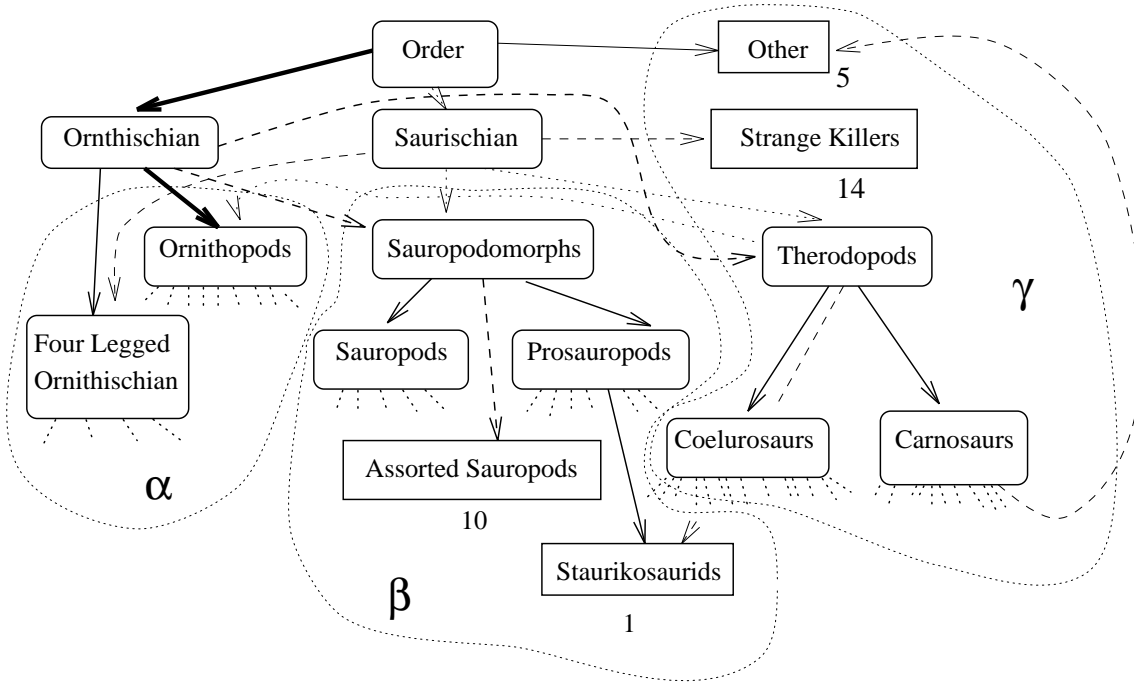 Order
Other
5
Ornthischian
Saurischian
Strange Killers
14
Ornithopods
Sauropodomorphs
Therodopods
γ
Four Legged
Ornithischian
Sauropods
Prosauropods
Coelurosaurs
Carnosaurs
Assorted Sauropods
α
10
Staurikosaurids
β
1